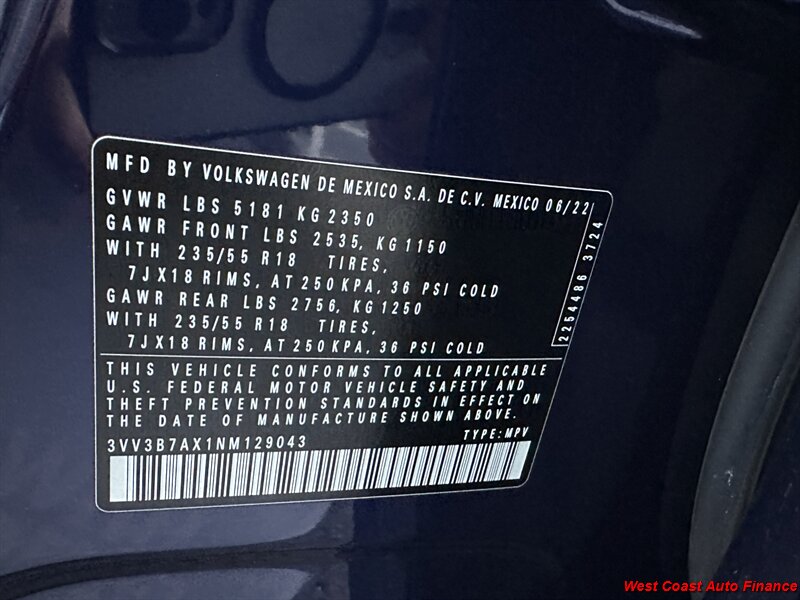 MFD BY VOLKSWAGEN DE MEXICO S.A. DE C.V. MEXICO 06/22
GVWR LBS 5181 KG 2350
GAWR FRONT LBS 2535, KG 1150
WITH 235/55 R18 TIRES,
7JX18 RIMS, AT 250 KPA, 36 PSI COLD
GAWR REAR LBS 2756, KG 1250
WITH 235/55 R18 TIRES,
7JX18 RIMS, AT 250 KPA, 36 PSI COLD
2254486 3724
THIS VEHICLE CONFORMS TO ALL APPLICABLE
U.S. FEDERAL MOTOR VEHICLE SAFETY AND
THEFT PREVENTION STANDARDS IN EFFECT ON
THE DATE OF MANUFACTURE SHOWN ABOVE.
3VV3B7AX1NM129043 TYPE:MPV
West Coast Auto Finance